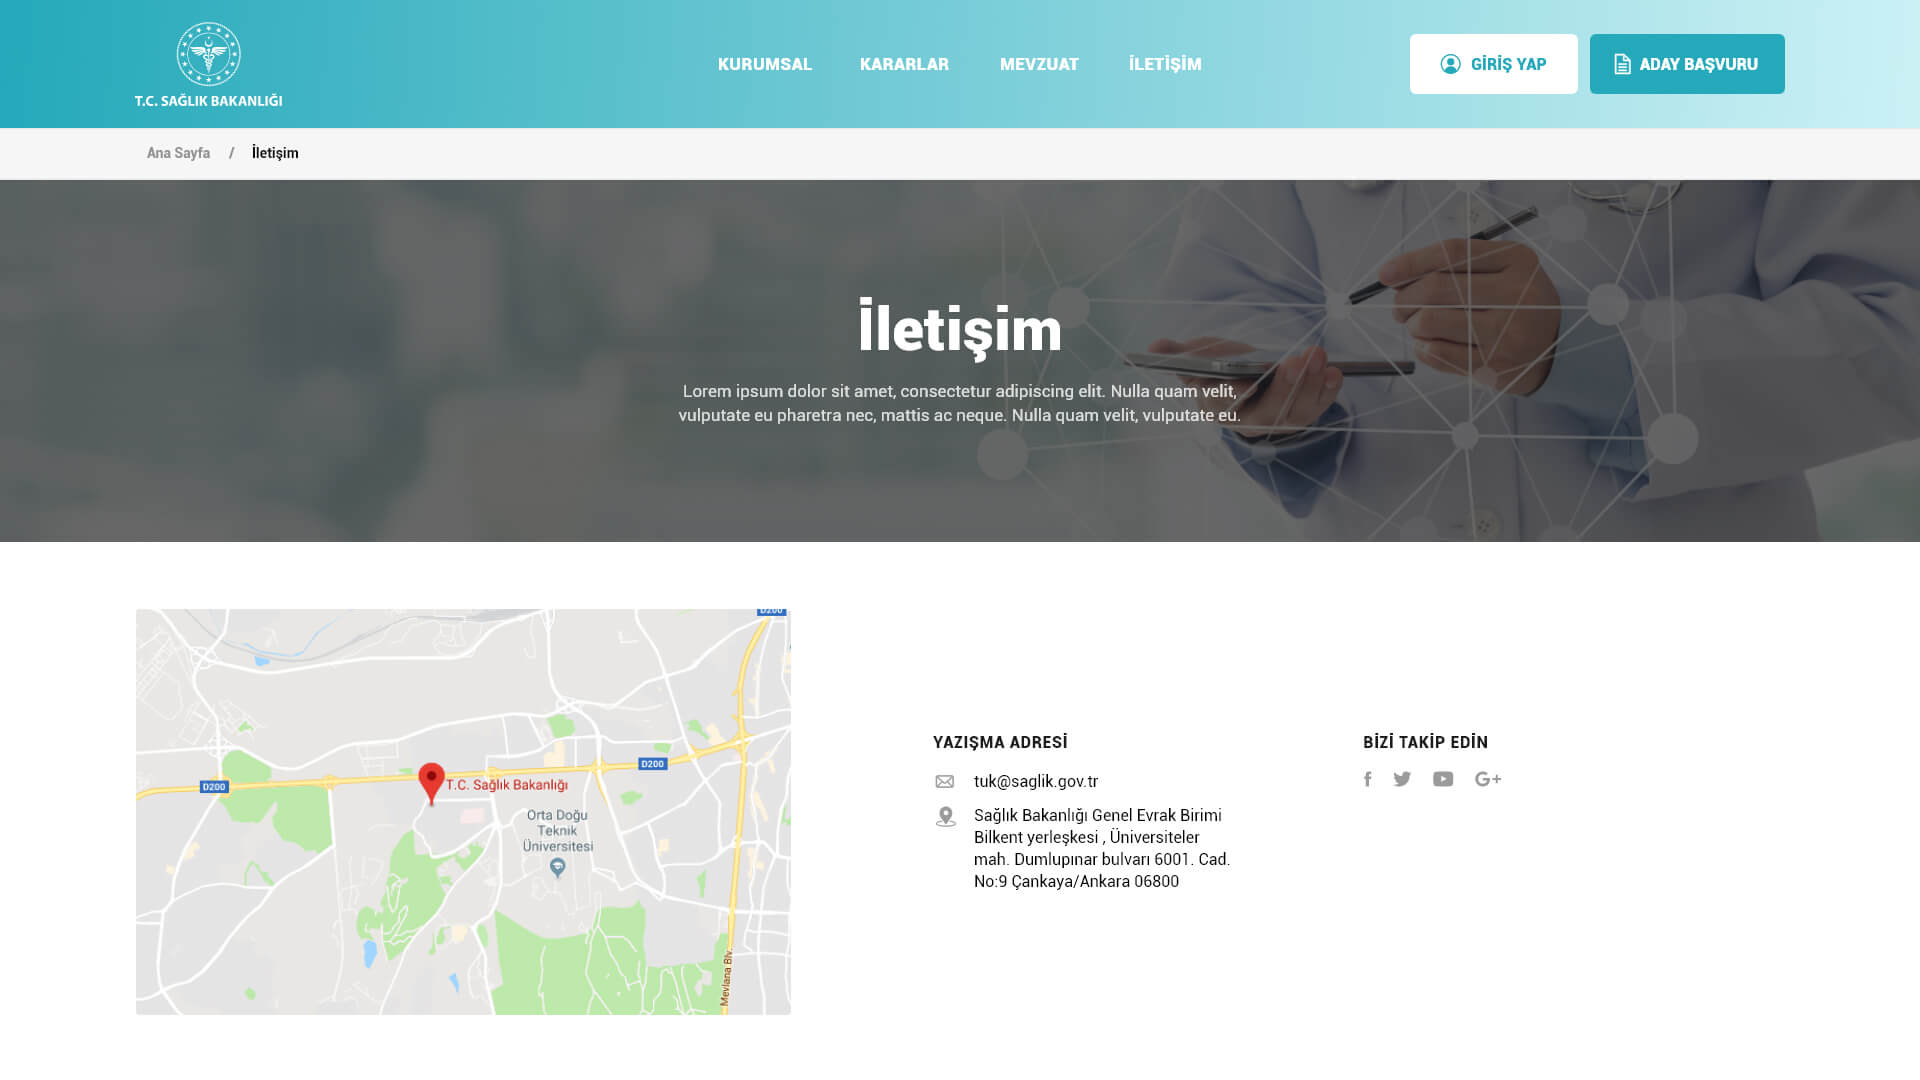 T.C. SAĞLIK BAKANLIĞI
KURUMSAL
KARARLAR
MEVZUAT
İLETİŞİM
GİRİŞ YAP
ADAY BAŞVURU
Ana Sayfa / İletişim
İletişim
Lorem ipsum dolor sit amet, consectetur adipiscing elit. Nulla quam velit,
vulputate eu pharetra nec, mattis ac neque. Nulla quam velit, vulputate eu.
D200
D200
D200
T.C. Sağlık Bakanlığı
Orta Doğu
Teknik
Üniversitesi
Mevlana Blv.
YAZIŞMA ADRESİ
tuk@saglik.gov.tr
Sağlık Bakanlığı Genel Evrak Birimi
Bilkent yerleşkesi , Üniversiteler
mah. Dumlupınar bulvarı 6001. Cad.
No:9 Çankaya/Ankara 06800
BİZİ TAKİP EDİN
f
G+